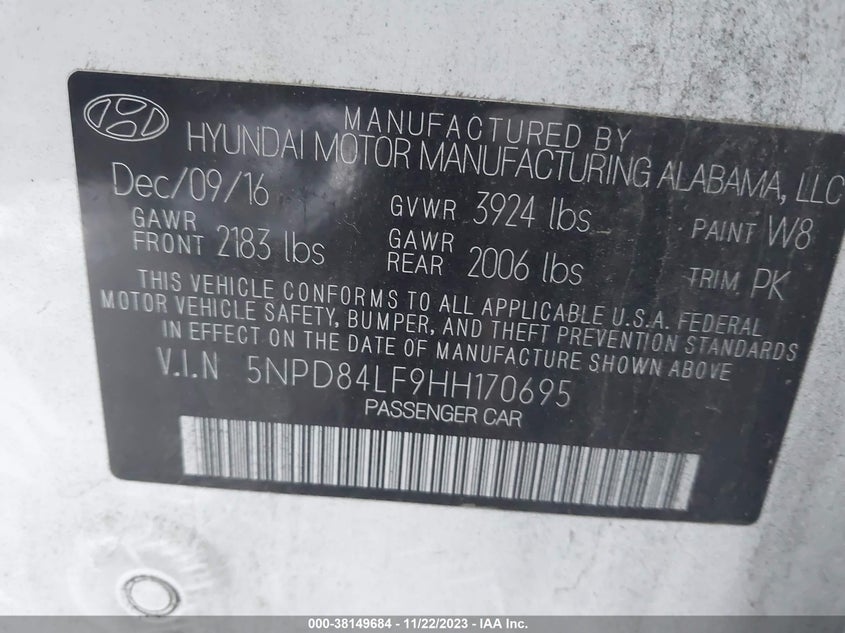 MANUFACTURED BY
HYUNDAI MOTOR MANUFACTURING ALABAMA, LLC
Dec/09/16 GVWR 3924 lbs PAINT W8
GAWR FRONT 2183 lbs GAWR REAR 2006 lbs TRIM PK
THIS VEHICLE CONFORMS TO ALL APPLICABLE U.S.A. FEDERAL
MOTOR VEHICLE SAFETY, BUMPER, AND THEFT PREVENTION STANDARDS
IN EFFECT ON THE DATE OF MANUFACTURE SHOWN ABOVE.
V.I.N 5NPD84LF9HH170695
PASSENGER CAR
000-38149684 - 11/22/2023 - IAA Inc.